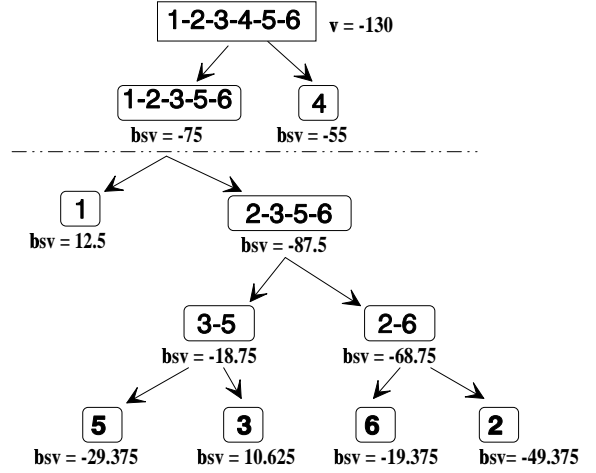 1-2-3-4-5-6 v = -130
1-2-3-5-6 4
bsv = -75 bsv = -55
1 2-3-5-6
bsv = 12.5 bsv = -87.5
3-5 2-6
bsv = -18.75 bsv = -68.75
5 3 6 2
bsv = -29.375 bsv = 10.625 bsv = -19.375 bsv= -49.375